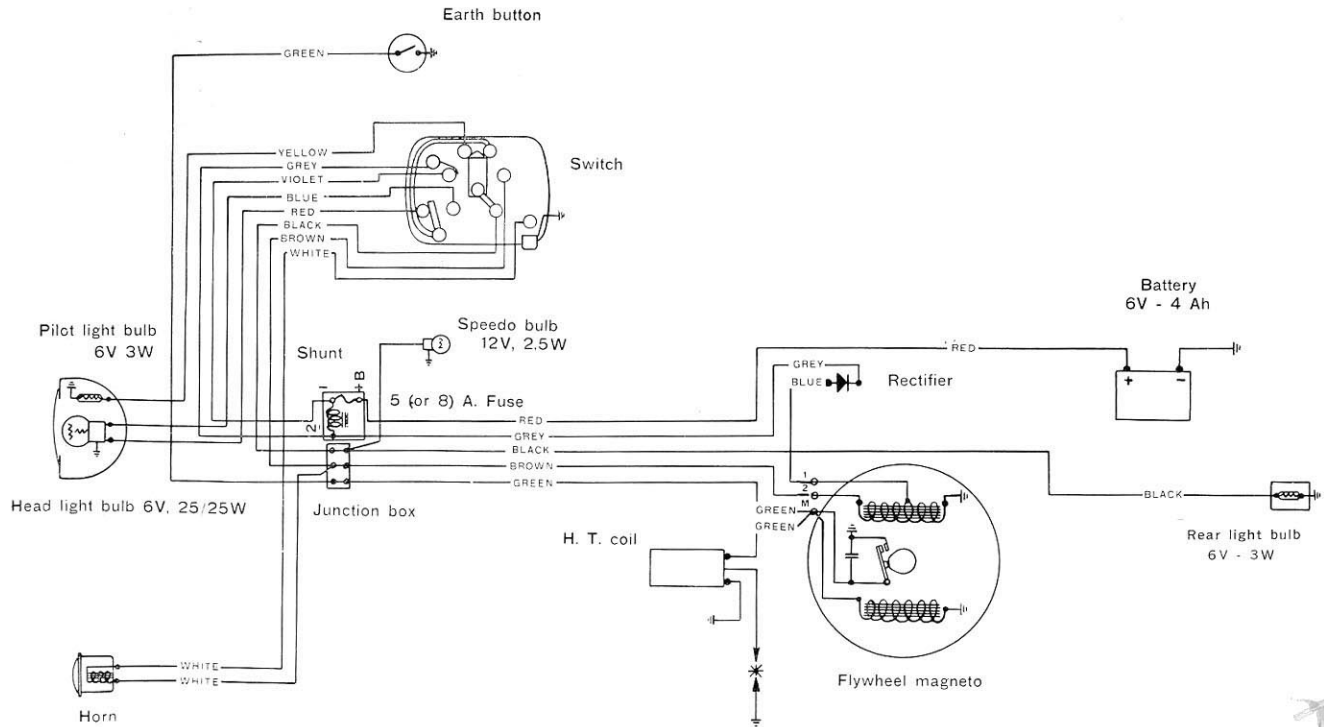 Earth button
GREEN
YELLOW
GREY
VIOLET
BLUE
RED
BLACK
BROWN
WHITE
Switch
Battery
6V - 4 Ah
Pilot light bulb
6V 3W
Speedo bulb
12V, 2.5W
2
Shunt
1
+B
2
5 (or 8) A. Fuse
RED
GREY
BLUE
Rectifier
+
-
RED
GREY
BLACK
BROWN
GREEN
Head light bulb 6V, 25/25W
Junction box
1
2
M
GREEN
GREEN
BLACK
Rear light bulb
6V - 3W
H. T. coil
Flywheel magneto
WHITE
WHITE
Horn